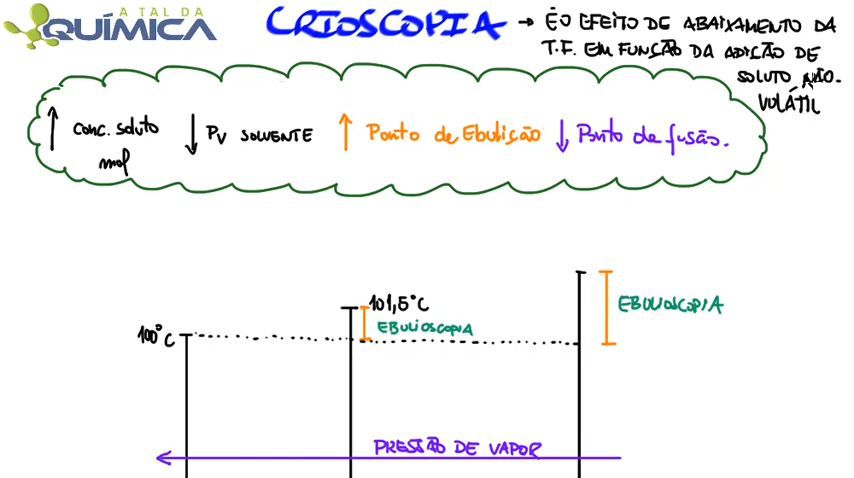 A TAL DA
QUÍMICA
CRIOSCOPIA → É O EFEITO DE ABAIXAMENTO DA
T.F. EM FUNÇÃO DA ADIÇÃO DE
SOLUTO NÃO-
VOLÁTIL
↑ Conc. soluto ↓ PV SOLVENTE ↑ Ponto de Ebulição ↓ Ponto de fusão.
mol
101,5°C
EBULIOSCOPIA
EBULIOSCOPIA
100°C
PRESSÃO DE VAPOR